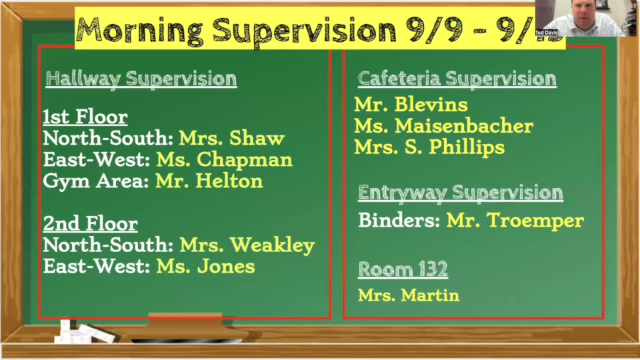 Morning Supervision 9/9 - 9/
Ted Davis
Hallway Supervision
1st Floor
North-South: Mrs. Shaw
East-West: Ms. Chapman
Gym Area: Mr. Helton
2nd Floor
North-South: Mrs. Weakley
East-West: Ms. Jones
Cafeteria Supervision
Mr. Blevins
Ms. Maisenbacher
Mrs. S. Phillips
Entryway Supervision
Binders: Mr. Troemper
Room 132
Mrs. Martin